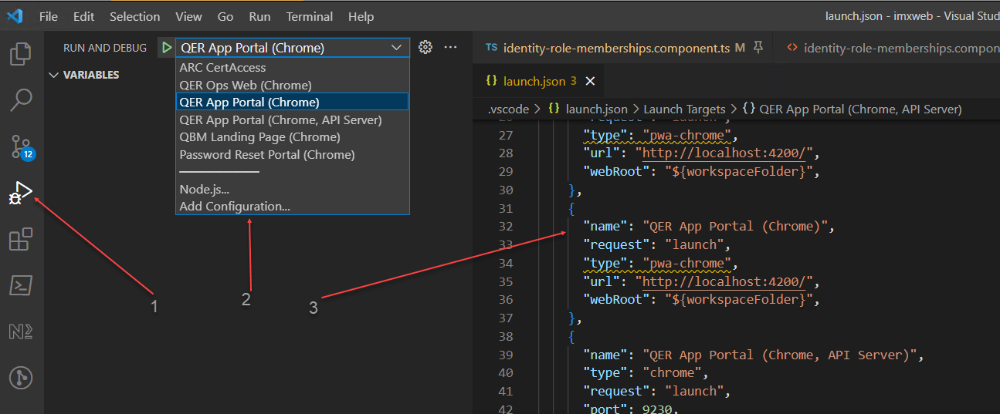 File Edit Selection View Go Run Terminal Help launch.json - imxweb - Visual Stud
RUN AND DEBUG QER App Portal (Chrome) ...
VARIABLES
ARC CertAccess
QER Ops Web (Chrome)
QER App Portal (Chrome)
QER App Portal (Chrome, API Server)
QBM Landing Page (Chrome)
Password Reset Portal (Chrome)
Node.js...
Add Configuration...
12
1
2
3
TS identity-role-memberships.component.ts M <> identity-role-memberships.compon
{} launch.json 3 ×
.vscode > {} launch.json > Launch Targets > {} QER App Portal (Chrome, API Server)
26 "request": "launch",
27 "type": "pwa-chrome",
28 "url": "http://localhost:4200/",
29 "webRoot": "${workspaceFolder}",
30 },
31 {
32 "name": "QER App Portal (Chrome)",
33 "request": "launch",
34 "type": "pwa-chrome",
35 "url": "http://localhost:4200/",
36 "webRoot": "${workspaceFolder}",
37 },
38 {
39 "name": "QER App Portal (Chrome, API Server)",
40 "type": "chrome",
41 "request": "launch",
42 "port": 9230,